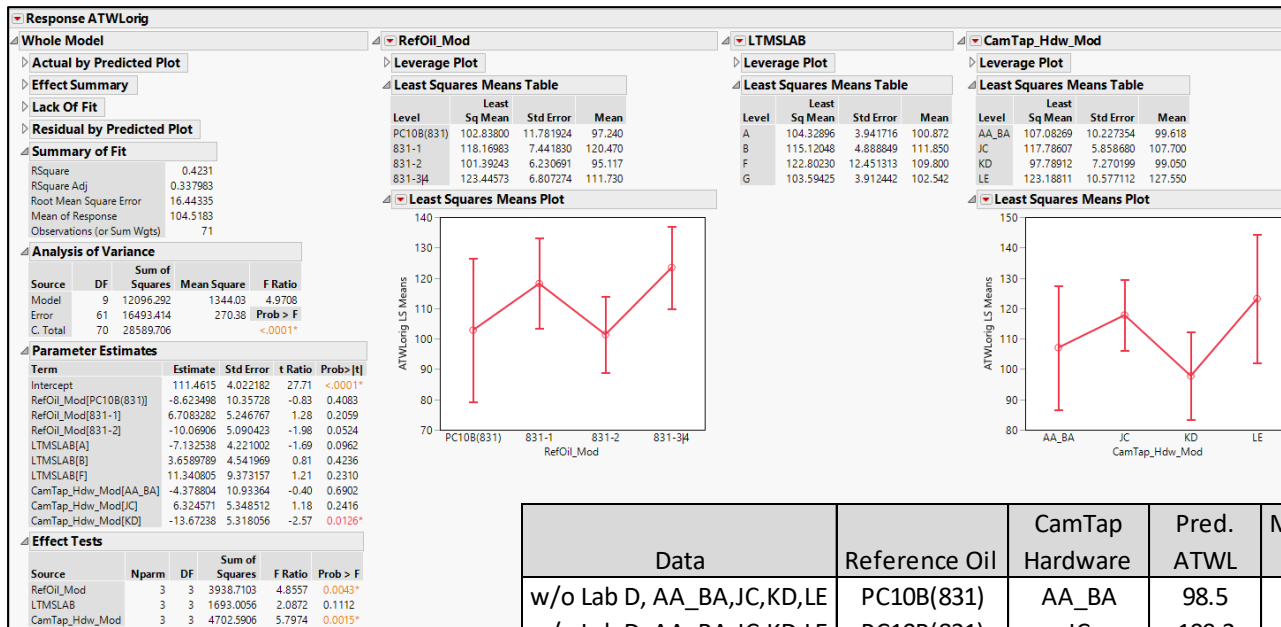 Response ATWLorig
Whole Model
Actual by Predicted Plot
Effect Summary
Lack Of Fit
Residual by Predicted Plot
Summary of Fit
RSquare 0.4231
RSquare Adj 0.337983
Root Mean Square Error 16.44335
Mean of Response 104.5183
Observations (or Sum Wgts) 71
Analysis of Variance
Sum of
Source DF Squares Mean Square F Ratio
Model 9 12096.292 1344.03 4.9708
Error 61 16493.414 270.38 Prob > F
C. Total 70 28589.706 <.0001*
Parameter Estimates
Term Estimate Std Error t Ratio Prob>|t|
Intercept 111.4615 4.022182 27.71 <.0001*
RefOil_Mod[PC10B(831)] -8.623498 10.35728 -0.83 0.4083
RefOil_Mod[831-1] 6.7083282 5.246767 1.28 0.2059
RefOil_Mod[831-2] -10.06906 5.090423 -1.98 0.0524
LTMSLAB[A] -7.132538 4.221002 -1.69 0.0962
LTMSLAB[B] 3.6589789 4.541969 0.81 0.4236
LTMSLAB[F] 11.340805 9.373157 1.21 0.2310
CamTap_Hdw_Mod[AA_BA] -4.378804 10.93364 -0.40 0.6902
CamTap_Hdw_Mod[JC] 6.324571 5.348512 1.18 0.2416
CamTap_Hdw_Mod[KD] -13.67238 5.318056 -2.57 0.0126*
Effect Tests
Sum of
Source Nparm DF Squares F Ratio Prob > F
RefOil_Mod 3 3 3938.7103 4.8557 0.0043*
LTMSLAB 3 3 1693.0056 2.0872 0.1112
CamTap_Hdw_Mod 3 3 4702.5906 5.7974 0.0015*
RefOil_Mod
Leverage Plot
Least Squares Means Table
Least
Level Sq Mean Std Error Mean
PC10B(831) 102.83800 11.781924 97.240
831-1 118.16983 7.441830 120.470
831-2 101.39243 6.230691 95.117
831-3|4 123.44573 6.807274 111.730
Least Squares Means Plot
140
130
120
110
100
90
80
70
ATWLorig LS Means
PC10B(831) 831-1 831-2 831-3|4
RefOil_Mod
LTMSLAB
Leverage Plot
Least Squares Means Table
Least
Level Sq Mean Std Error Mean
A 104.32896 3.941716 100.872
B 115.12048 4.888849 111.850
F 122.80230 12.451313 109.800
G 103.59425 3.912442 102.542
CamTap_Hdw_Mod
Leverage Plot
Least Squares Means Table
Least
Level Sq Mean Std Error Mean
AA_BA 107.08269 10.227354 99.618
JC 117.78607 5.858680 107.700
KD 97.78912 7.270199 99.050
LE 123.18811 10.577112 127.550
Least Squares Means Plot
150
140
130
120
110
100
90
80
ATWLorig LS Means
AA_BA JC KD LE
CamTap_Hdw_Mod
CamTap Pred.
Data Reference Oil Hardware ATWL
w/o Lab D, AA_BA,JC,KD,LE PC10B(831) AA_BA 98.5